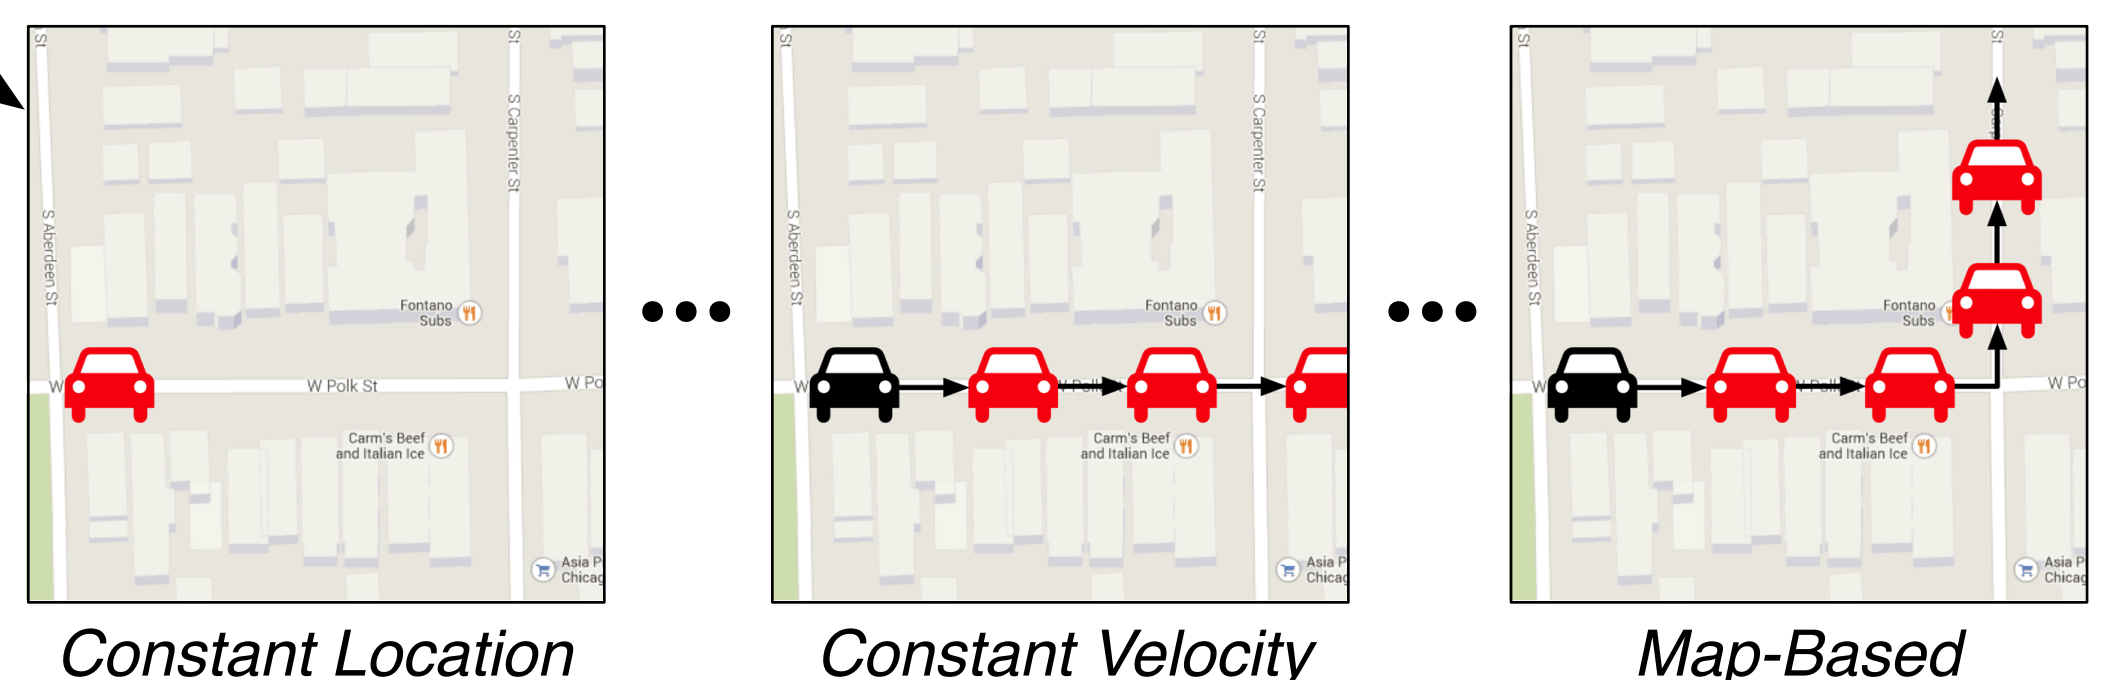 St
St
S Carpenter St
S Aberdeen St
Fontano
Subs
W
W Polk St
W Po
Carm's Beef
and Italian Ice
Asia P
Chicag
Constant Location
St
St
S Carpenter St
S Aberdeen St
Fontano
Subs
W
Carm's Beef
and Italian Ice
Asia P
Chicag
Constant Velocity
St
St
S Aberdeen St
Fontano
Subs
W
W Po
Carm's Beef
and Italian Ice
Asia P
Chicag
Map-Based